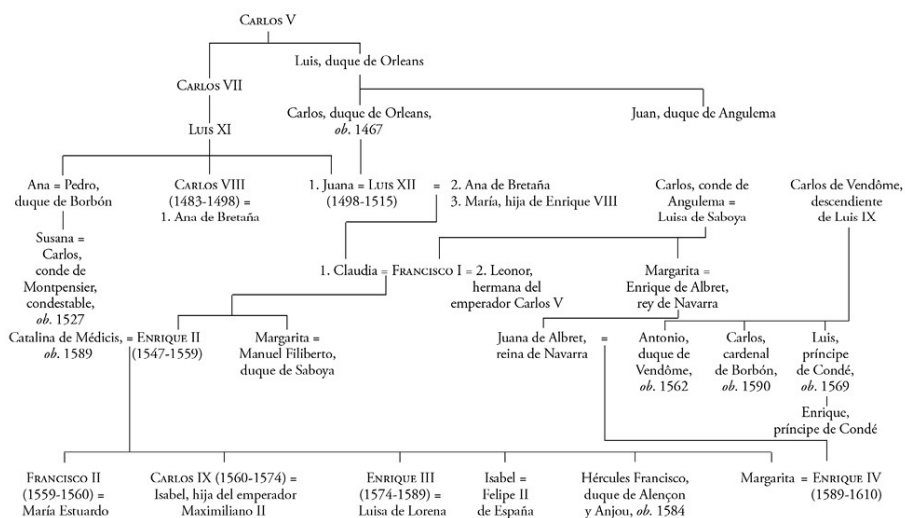 CARLOS V
Luis, duque de Orleans
CARLOS VII
Carlos, duque de Orleans,
ob. 1467
Juan, duque de Angulema
LUIS XI
Ana = Pedro,
duque de Borbón
CARLOS VIII
(1483-1498) =
1. Ana de Bretaña
1. Juana = LUIS XII
(1498-1515)
= 2. Ana de Bretaña
3. María, hija de Enrique VIII
Carlos, conde de
Angulema =
Luisa de Saboya
Carlos de Vendôme,
descendiente
de Luis IX
Susana =
Carlos,
conde de
Montpensier,
condestable,
ob. 1527
1. Claudia = FRANCISCO I = 2. Leonor,
hermana del
emperador Carlos V
Margarita =
Enrique de Albret,
rey de Navarra
Catalina de Médicis, = ENRIQUE II
ob. 1589
(1547-1559)
Margarita =
Manuel Filiberto,
duque de Saboya
Juana de Albret, =
reina de Navarra
Antonio,
duque de
Vendôme,
ob. 1562
Carlos,
cardenal
de Borbón,
ob. 1590
Luis,
príncipe
de Condé,
ob. 1569
Enrique,
príncipe de Condé
FRANCISCO II
(1559-1560) =
María Estuardo
CARLOS IX (1560-1574) =
Isabel, hija del emperador
Maximiliano II
ENRIQUE III
(1574-1589) =
Luisa de Lorena
Isabel =
Felipe II
de España
Hércules Francisco,
duque de Alençon
y Anjou, ob. 1584
Margarita = ENRIQUE IV
(1589-1610)